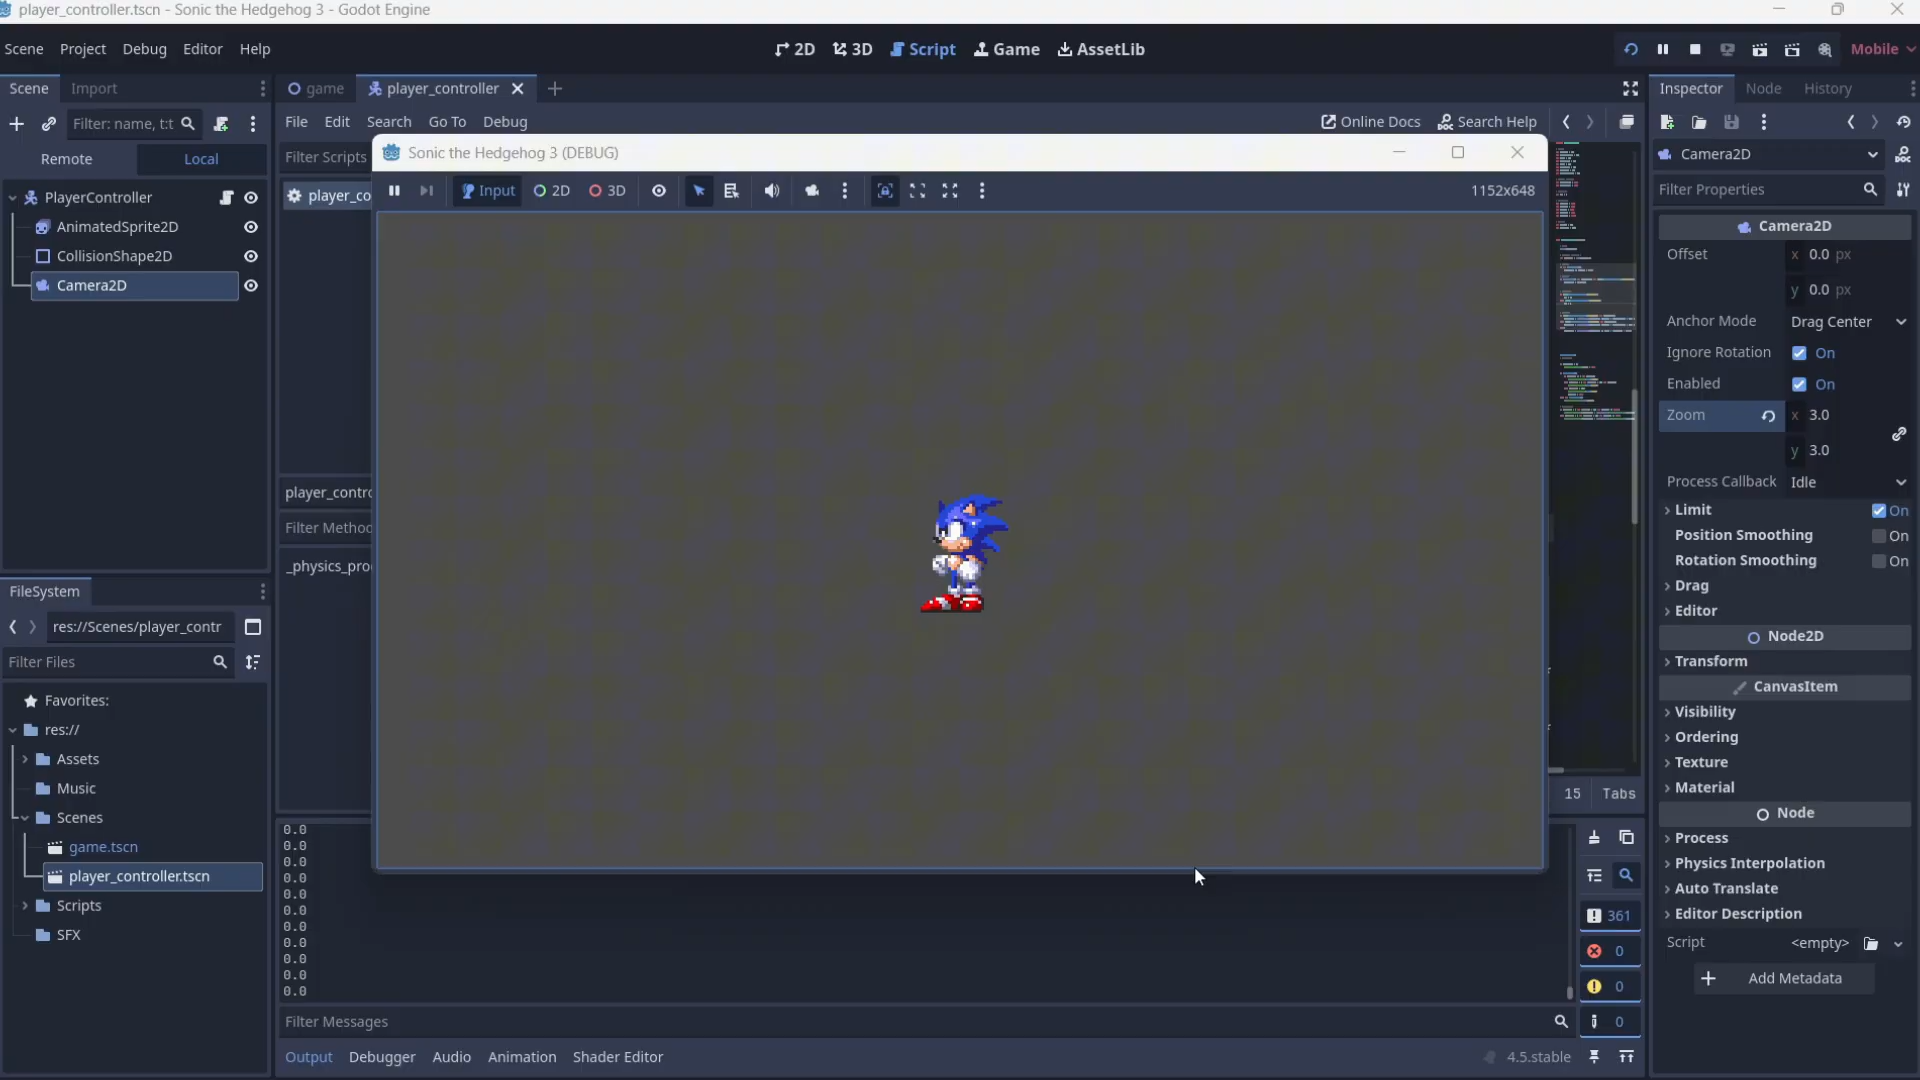 player_controller.tscn - Sonic the Hedgehog 3 - Godot Engine
Scene Project Debug Editor Help
2D 3D Script Game AssetLib
Mobile
Scene Import
game player_controller
Inspector Node History
Filter: name, t:t
File Edit Search Go To Debug
Online Docs Search Help
Remote Local
Filter Scripts
Sonic the Hedgehog 3 (DEBUG)
Camera2D
Filter Properties
PlayerController
AnimatedSprite2D
CollisionShape2D
Camera2D
player_co
Input 2D 3D
1152x648
Camera2D
Offset x 0.0 px
y 0.0 px
Anchor Mode Drag Center
Ignore Rotation On
Enabled On
Zoom x 3.0
y 3.0
Process Callback Idle
Limit On
Position Smoothing On
Rotation Smoothing On
Drag
Editor
Node2D
Transform
CanvasItem
Visibility
Ordering
Texture
Material
Node
Process
Physics Interpolation
Auto Translate
Editor Description
Script <empty>
Add Metadata
player_contro
Filter Method
_physics_pro
15 Tabs
FileSystem
res://Scenes/player_contr
Filter Files
Favorites:
res://
Assets
Music
Scenes
game.tscn
player_controller.tscn
Scripts
SFX
0.0
0.0
0.0
0.0
0.0
0.0
0.0
0.0
0.0
0.0
0.0
361
0
0
0
Filter Messages
Output Debugger Audio Animation Shader Editor
4.5.stable